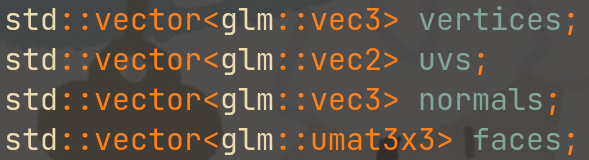 std::vector<glm::vec3> vertices;
std::vector<glm::vec2> uvs;
std::vector<glm::vec3> normals;
std::vector<glm::umat3x3> faces;